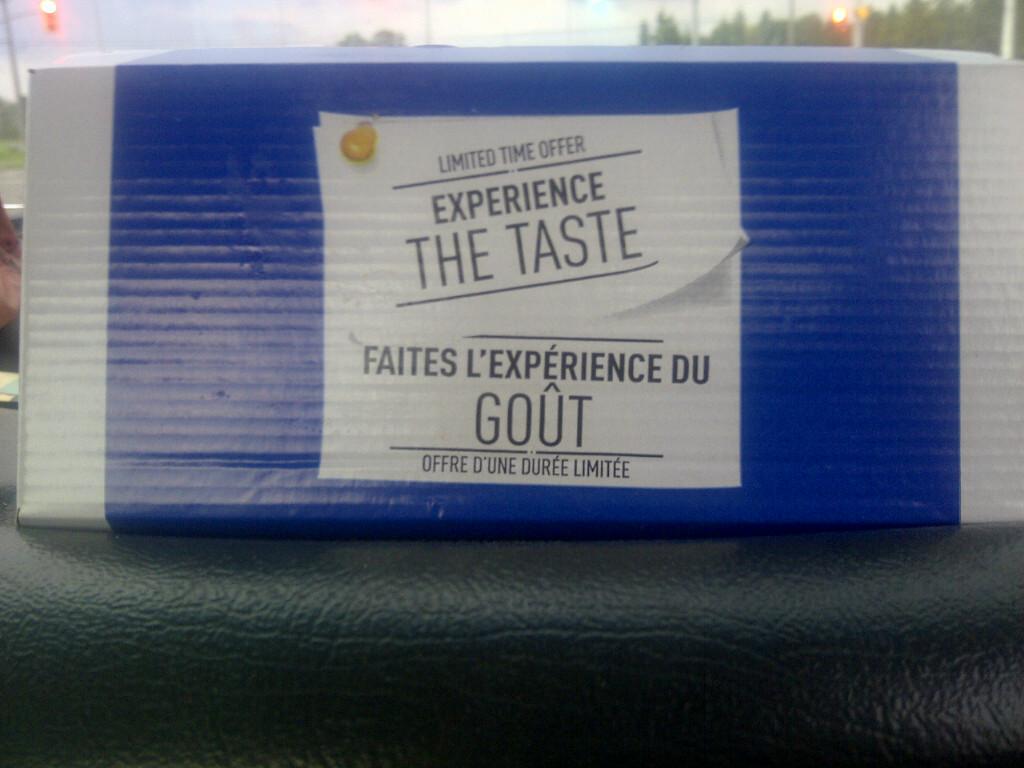 LIMITED TIME OFFER
EXPERIENCE
THE TASTE
FAITES L'EXPÉRIENCE DU
GOÛT
OFFRE D'UNE DURÉE LIMITÉE